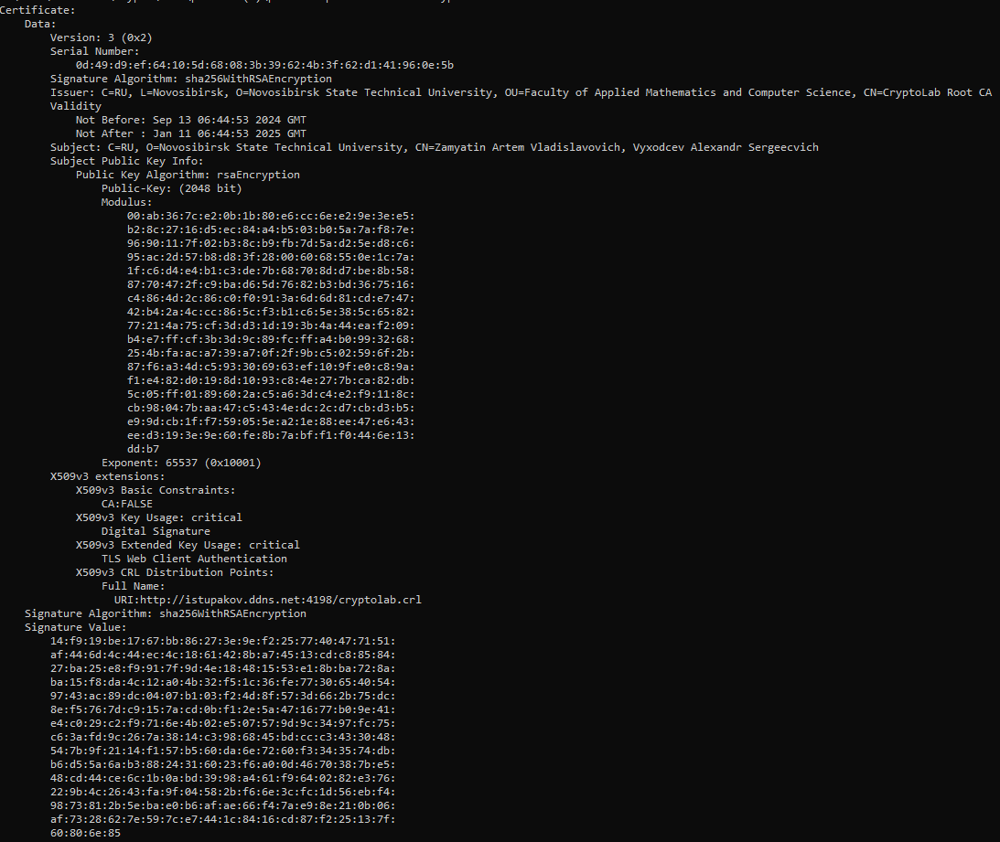 Certificate:
    Data:
        Version: 3 (0x2)
        Serial Number:
            0d:49:d9:ef:64:10:5d:68:08:3b:39:62:4b:3f:62:d1:41:96:0e:5b
        Signature Algorithm: sha256WithRSAEncryption
        Issuer: C=RU, L=Novosibirsk, O=Novosibirsk State Technical University, OU=Faculty of Applied Mathematics and Computer Science, CN=CryptoLab Root CA
        Validity
            Not Before: Sep 13 06:44:53 2024 GMT
            Not After : Jan 11 06:44:53 2025 GMT
        Subject: C=RU, O=Novosibirsk State Technical University, CN=Zamyatin Artem Vladislavovich, Vyxodcev Alexandr Sergeecvich
        Subject Public Key Info:
            Public Key Algorithm: rsaEncryption
                Public-Key: (2048 bit)
                Modulus:
                    00:ab:36:7c:e2:0b:1b:80:e6:cc:6e:e2:9e:3e:e5:
                    b2:8c:27:16:d5:ec:84:a4:b5:03:b0:5a:7a:f8:7e:
                    96:90:11:7f:02:b3:8c:b9:fb:7d:5a:d2:5e:d8:c6:
                    95:ac:2d:57:b8:d8:3f:28:00:60:68:55:0e:1c:7a:
                    1f:c6:d4:e4:b1:c3:de:7b:68:70:8d:d7:be:8b:58:
                    87:70:47:2f:c9:ba:d6:5d:76:82:b3:bd:36:75:16:
                    c4:86:4d:2c:86:c0:f0:91:3a:6d:6d:81:cd:e7:47:
                    42:b4:2a:4c:cc:86:5c:f3:b1:c6:5e:38:5c:65:82:
                    77:21:4a:75:cf:3d:d3:1d:19:3b:4a:44:ea:f2:09:
                    b4:e7:ff:cf:3b:3d:9c:89:fc:ff:a4:b0:99:32:68:
                    25:4b:fa:ac:a7:39:a7:0f:2f:9b:c5:02:59:6f:2b:
                    87:f6:a3:4d:c5:93:30:69:63:ef:10:9f:e0:c8:9a:
                    f1:e4:82:d0:19:8d:10:93:c8:4e:27:7b:ca:82:db:
                    5c:05:ff:01:89:60:2a:c5:a6:3d:c4:e2:f9:11:8c:
                    cb:98:04:7b:aa:47:c5:43:4e:dc:2c:d7:cb:d3:b5:
                    e9:9d:cb:1f:f7:59:05:5e:a2:1e:88:ee:47:e6:43:
                    ee:d3:19:3e:9e:60:fe:8b:7a:bf:f1:f0:44:6e:13:
                    dd:b7
                Exponent: 65537 (0x10001)
        X509v3 extensions:
            X509v3 Basic Constraints:
                CA:FALSE
            X509v3 Key Usage: critical
                Digital Signature
            X509v3 Extended Key Usage: critical
                TLS Web Client Authentication
            X509v3 CRL Distribution Points:
                Full Name:
                  URI:http://istupakov.ddns.net:4198/cryptolab.crl
    Signature Algorithm: sha256WithRSAEncryption
    Signature Value:
        14:f9:19:be:17:67:bb:86:27:3e:9e:f2:25:77:40:47:71:51:
        af:44:6d:4c:44:ec:4c:18:61:42:8b:a7:45:13:cd:c8:85:84:
        27:ba:25:e8:f9:91:7f:9d:4e:18:48:15:53:e1:8b:ba:72:8a:
        ba:15:f8:da:4c:12:a0:4b:32:f5:1c:36:fe:77:30:65:40:54:
        97:43:ac:89:dc:04:07:b1:03:f2:4d:8f:57:3d:66:2b:75:dc:
        8e:f5:76:7d:c9:15:7a:cd:0b:f1:2e:5a:47:16:77:b0:9e:41:
        e4:c0:29:c2:f9:71:6e:4b:02:e5:07:57:9d:9c:34:97:fc:75:
        c6:3a:fd:9c:26:7a:38:14:c3:98:68:45:bd:cc:c3:43:30:48:
        54:7b:9f:21:14:f1:57:b5:60:da:6e:72:60:f3:34:35:74:db:
        b6:d5:5a:6a:b3:88:24:31:60:23:f6:a0:0d:46:70:38:7b:e5:
        48:cd:44:ce:6c:1b:0a:bd:39:98:a4:61:f9:64:02:82:e3:76:
        22:9b:4c:26:43:fa:9f:04:58:2b:f6:6e:3c:fc:1d:56:eb:f4:
        98:73:81:2b:5e:ba:e0:b6:af:ae:66:f4:7a:e9:8e:21:0b:06:
        af:73:28:62:7e:59:7c:e7:44:1c:84:16:cd:87:f2:25:13:7f:
        60:80:6e:85